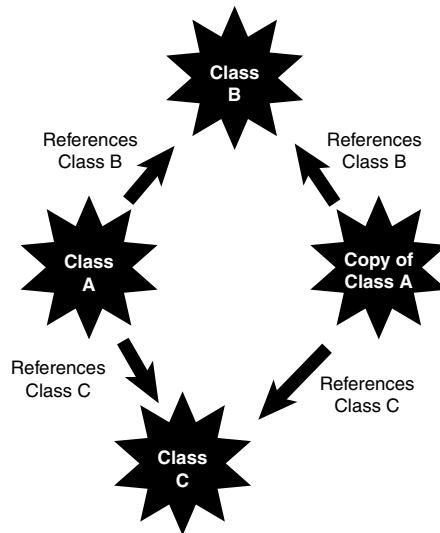 Class
B
References
Class B
References
Class B
Class
A
Copy of
Class A
References
Class C
References
Class C
Class
C